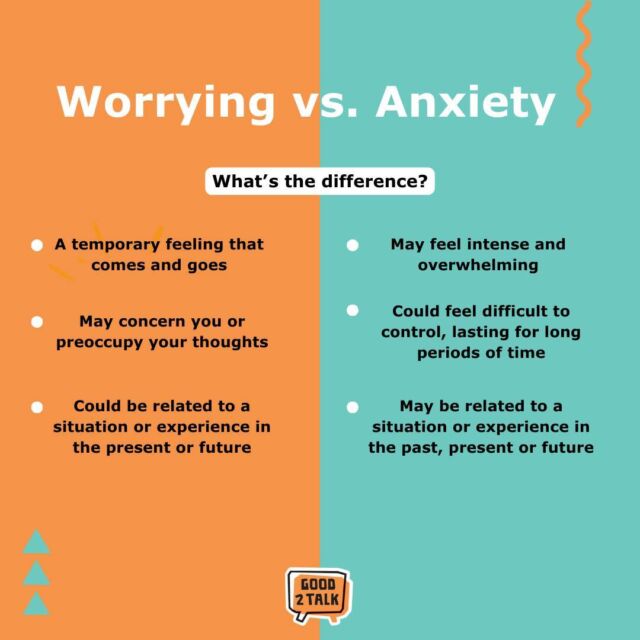 Worrying vs. Anxiety
What's the difference?
A temporary feeling that
comes and goes
May concern you or
preoccupy your thoughts
Could be related to a
situation or experience in
the present or future
May feel intense and
overwhelming
Could feel difficult to
control, lasting for long
periods of time
May be related to a
situation or experience in
the past, present or future
GOOD
2 TALK